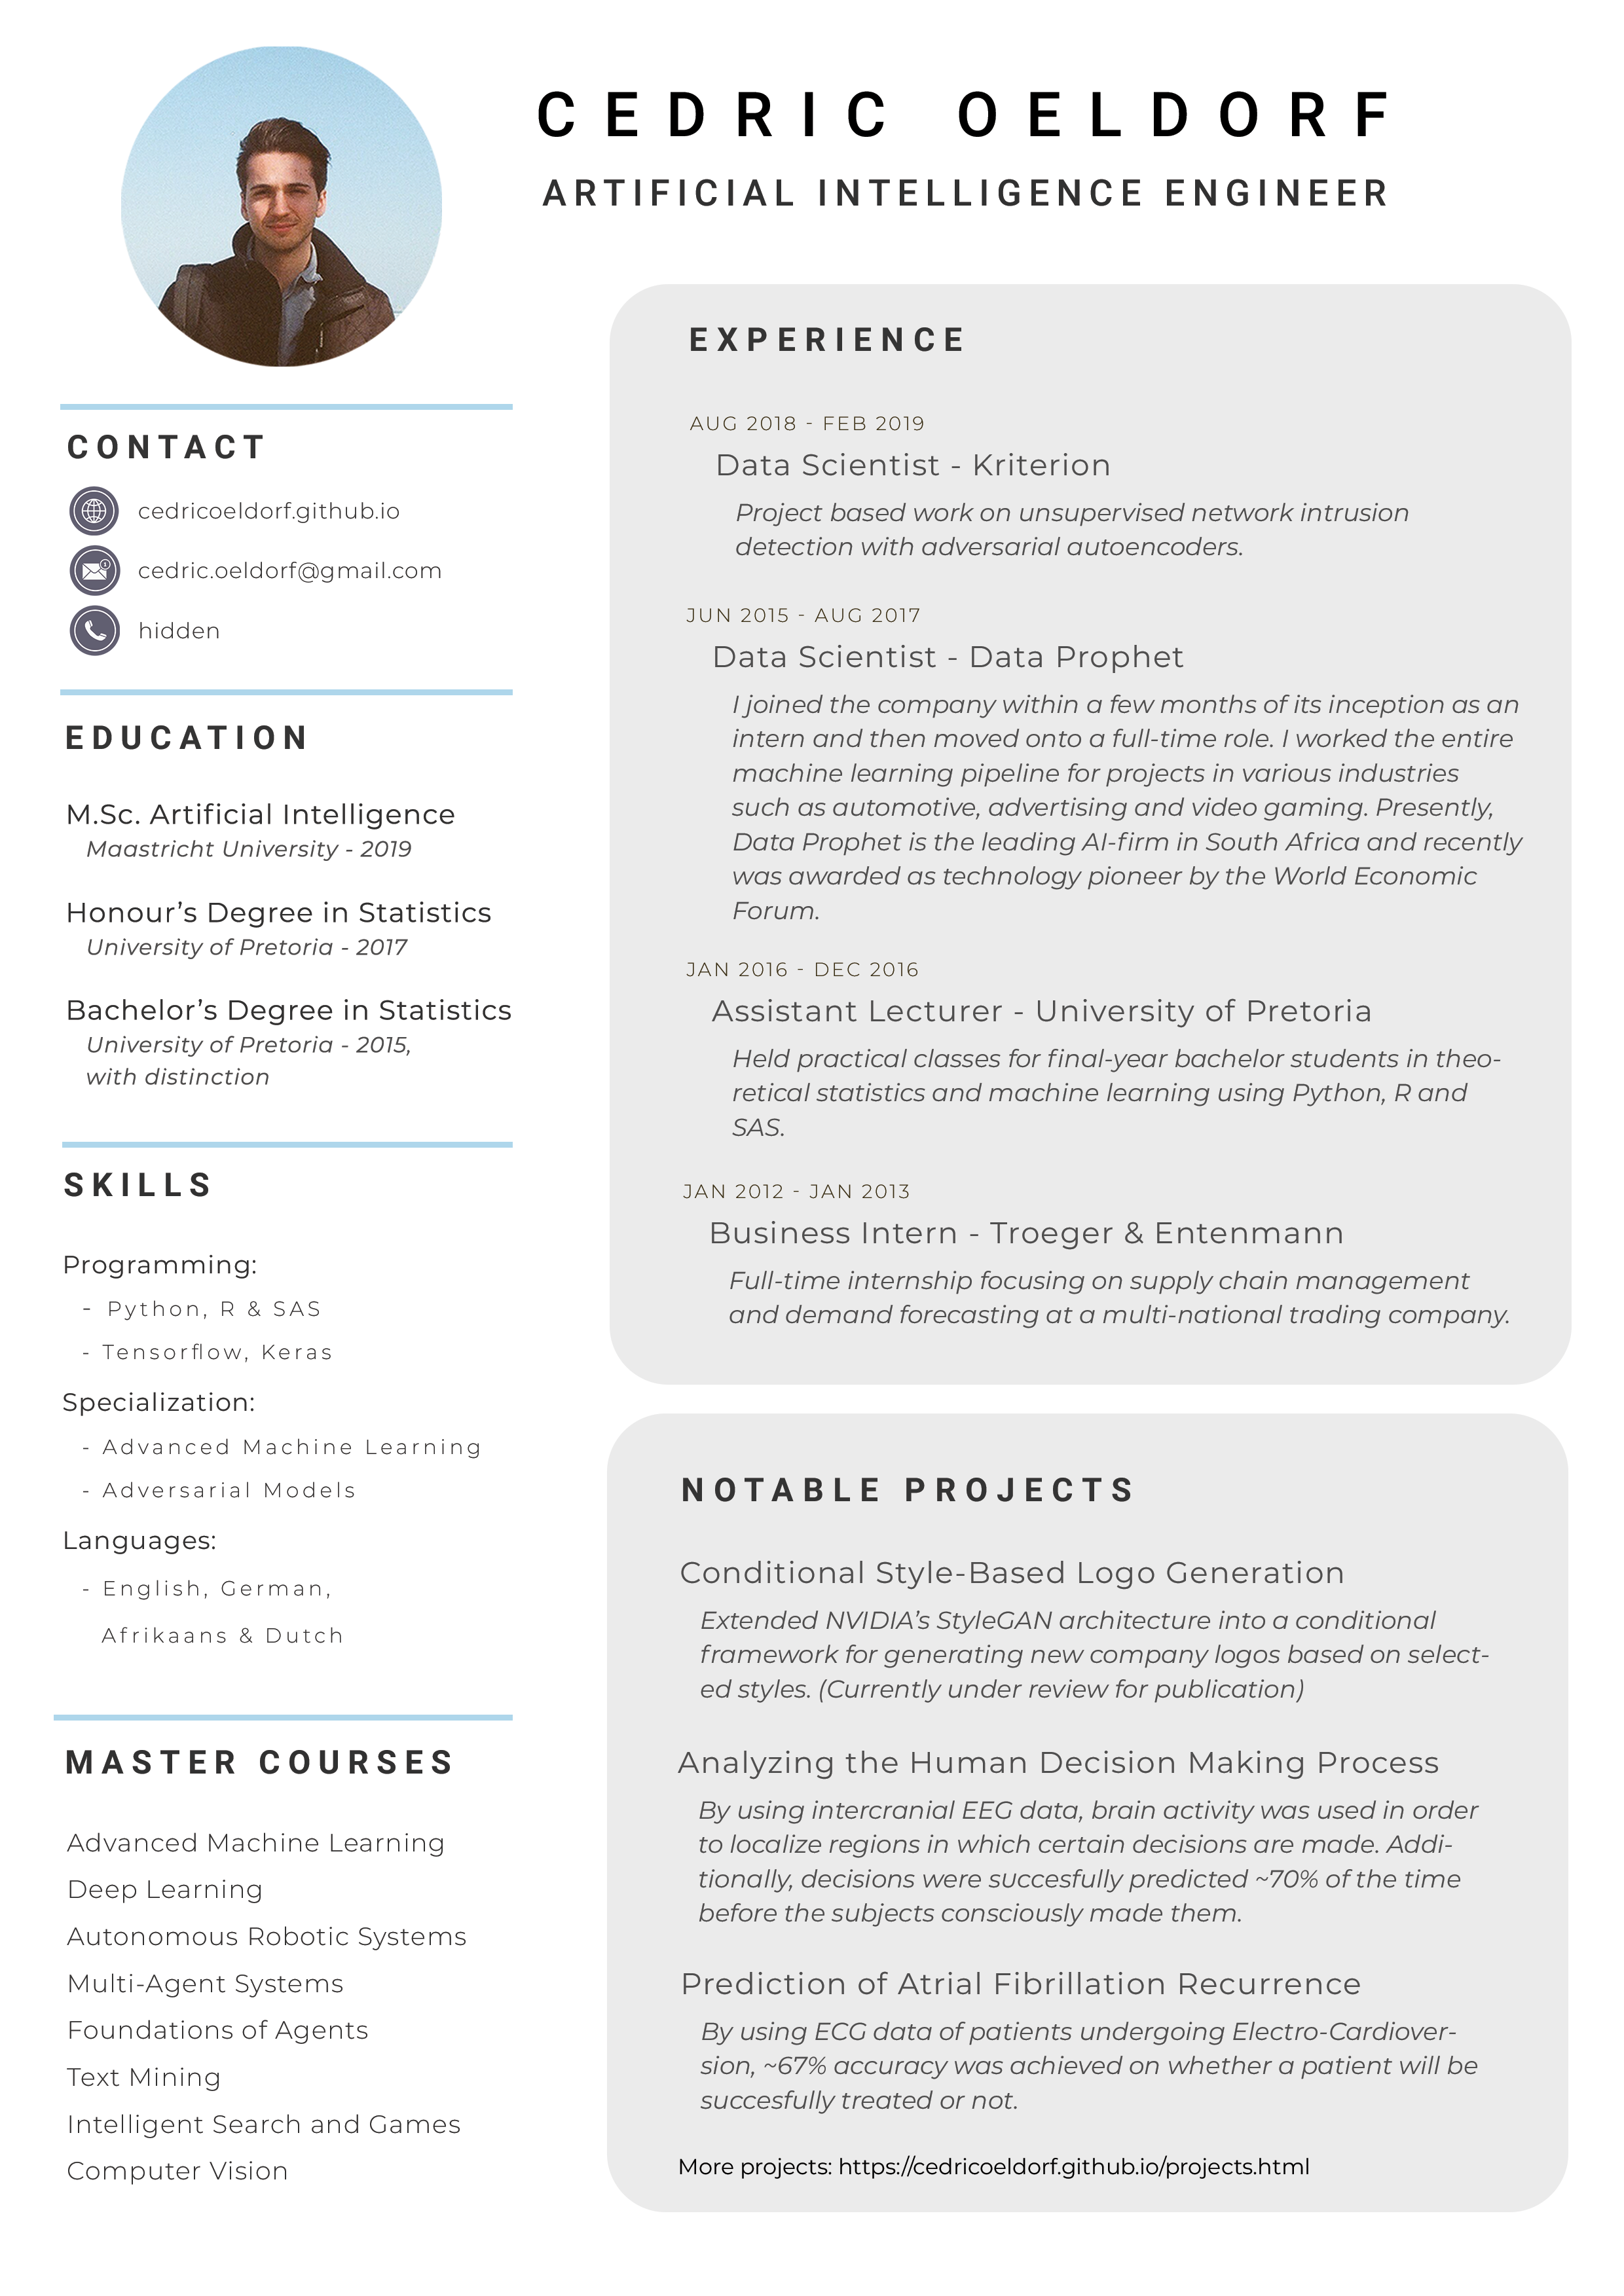 CEDRIC OELDORF
ARTIFICIAL INTELLIGENCE ENGINEER
CONTACT
cedricoeldorf.github.io
cedric.oeldorf@gmail.com
hidden
EDUCATION
M.Sc. Artificial Intelligence
Maastricht University - 2019
Honour’s Degree in Statistics
University of Pretoria - 2017
Bachelor’s Degree in Statistics
University of Pretoria - 2015,
with distinction
SKILLS
Programming:
- Python, R & SAS
- Tensorflow, Keras
Specialization:
- Advanced Machine Learning
- Adversarial Models
Languages:
- English, German,
Afrikaans & Dutch
MASTER COURSES
Advanced Machine Learning
Deep Learning
Autonomous Robotic Systems
Multi-Agent Systems
Foundations of Agents
Text Mining
Intelligent Search and Games
Computer Vision
EXPERIENCE
AUG 2018 - FEB 2019
Data Scientist - Kriterion
Project based work on unsupervised network intrusion
detection with adversarial autoencoders.
JUN 2015 - AUG 2017
Data Scientist - Data Prophet
I joined the company within a few months of its inception as an
intern and then moved onto a full-time role. I worked the entire
machine learning pipeline for projects in various industries
such as automotive, advertising and video gaming. Presently,
Data Prophet is the leading AI-firm in South Africa and recently
was awarded as technology pioneer by the World Economic
Forum.
JAN 2016 - DEC 2016
Assistant Lecturer - University of Pretoria
Held practical classes for final-year bachelor students in theo-
retical statistics and machine learning using Python, R and
SAS.
JAN 2012 - JAN 2013
Business Intern - Troeger & Entenmann
Full-time internship focusing on supply chain management
and demand forecasting at a multi-national trading company.
NOTABLE PROJECTS
Conditional Style-Based Logo Generation
Extended NVIDIA’s StyleGAN architecture into a conditional
framework for generating new company logos based on select-
ed styles. (Currently under review for publication)
Analyzing the Human Decision Making Process
By using intercranial EEG data, brain activity was used in order
to localize regions in which certain decisions are made. Addi-
tionally, decisions were succesfully predicted ~70% of the time
before the subjects consciously made them.
Prediction of Atrial Fibrillation Recurrence
By using ECG data of patients undergoing Electro-Cardiover-
sion, ~67% accuracy was achieved on whether a patient will be
succesfully treated or not.
More projects: https://cedricoeldorf.github.io/projects.html